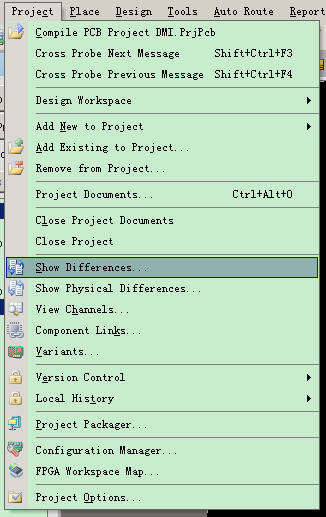 Project Place Design Tools Auto Route Report
Compile PCB Project DMI.PrjPcb
Cross Probe Next Message Shift+Ctrl+F3
Cross Probe Previous Message Shift+Ctrl+F4
Design Workspace
Add New to Project
Add Existing to Project...
Remove from Project...
Project Documents... Ctrl+Alt+O
Close Project Documents
Close Project
Show Differences...
Show Physical Differences...
View Channels...
Component Links...
Variants...
Version Control
Local History
Project Packager...
Configuration Manager...
FPGA Workspace Map...
Project Options...